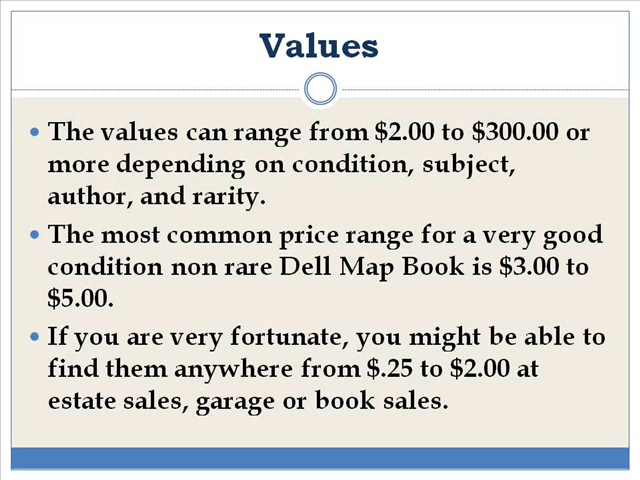 Values
• The values can range from $2.00 to $300.00 or
more depending on condition, subject,
author, and rarity.
• The most common price range for a very good
condition non rare Dell Map Book is $3.00 to
$5.00.
• If you are very fortunate, you might be able to
find them anywhere from $.25 to $2.00 at
estate sales, garage or book sales.